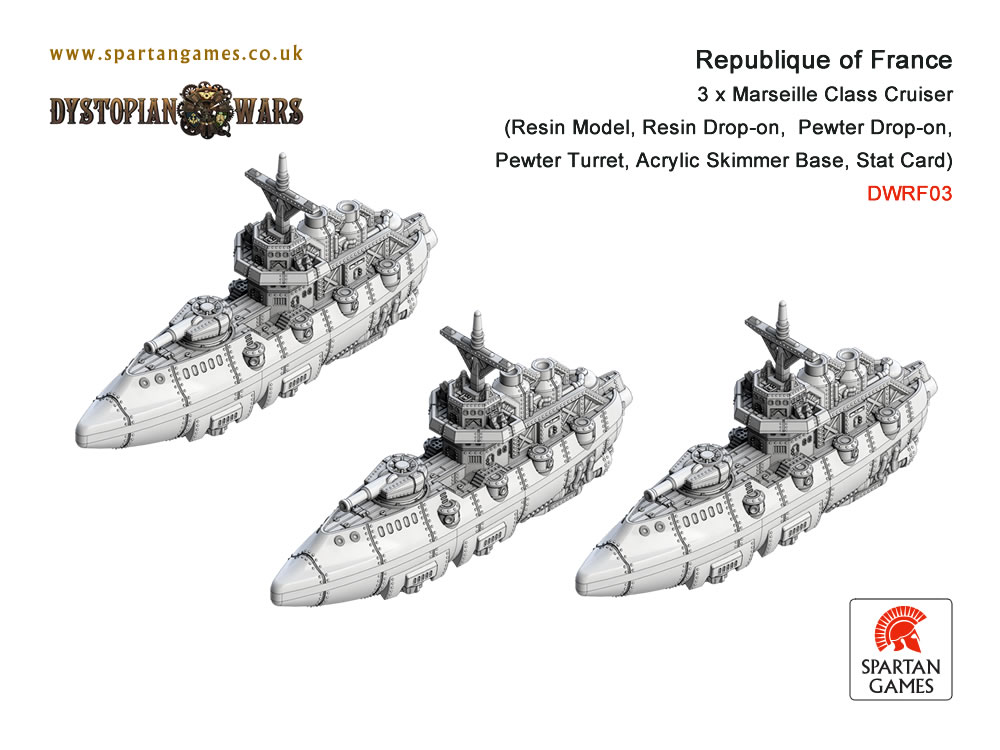 www.spartangames.co.uk
DYSTOPIAN WARS
Republique of France
3 x Marseille Class Cruiser
(Resin Model, Resin Drop-on, Pewter Drop-on,
Pewter Turret, Acrylic Skimmer Base, Stat Card)
DWRF03
SPARTAN
GAMES